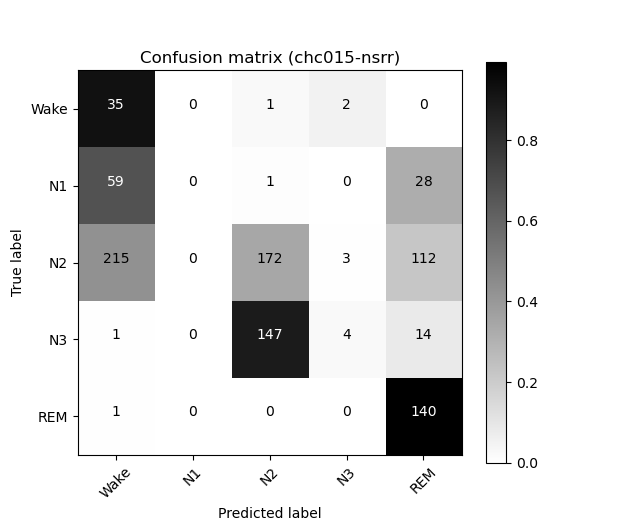 Confusion matrix (chc015-nsrr)
Wake 35 0 1 2 0
N1 59 0 1 0 28
N2 215 0 172 3 112
N3 1 0 147 4 14
REM 1 0 0 0 140
Wake N1 N2 N3 REM
Predicted label
True label
0.8
0.6
0.4
0.2
0.0